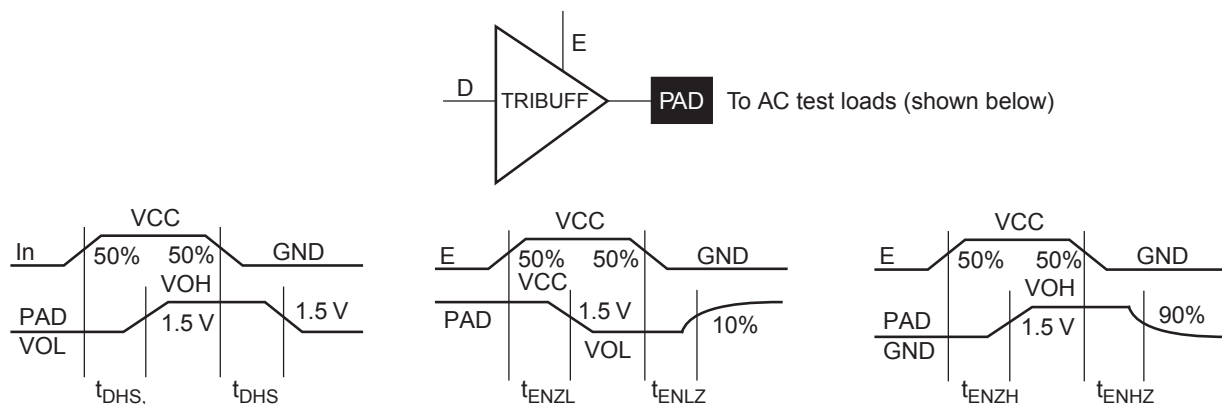 E
D
TRIBUFF
PAD
To AC test loads (shown below)
VCC
In
50%
50%
GND
VOH
PAD
1.5 V
1.5 V
VOL
tDHS,
tDHS
VCC
E
50%
50%
GND
VCC
PAD
1.5 V
10%
VOL
tENZL
tENLZ
VCC
E
50%
50%
GND
VOH
PAD
1.5 V
90%
GND
tENZH
tENHZ